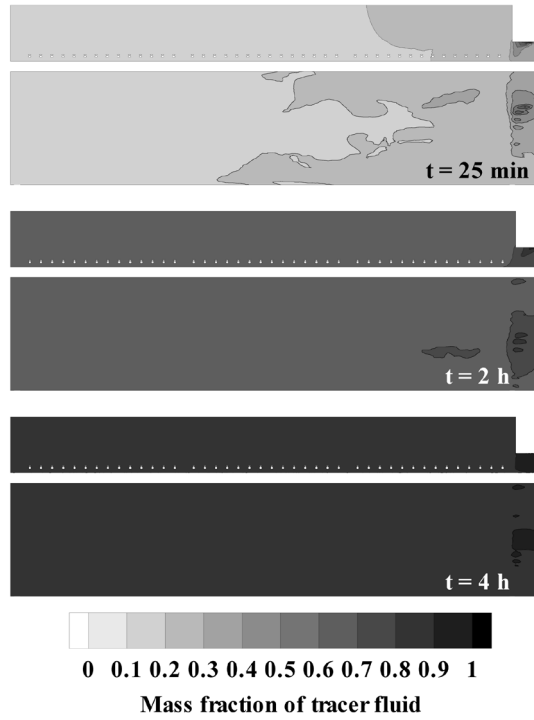 t = 25 min
t = 2 h
t = 4 h
0 0.1 0.2 0.3 0.4 0.5 0.6 0.7 0.8 0.9 1
Mass fraction of tracer fluid